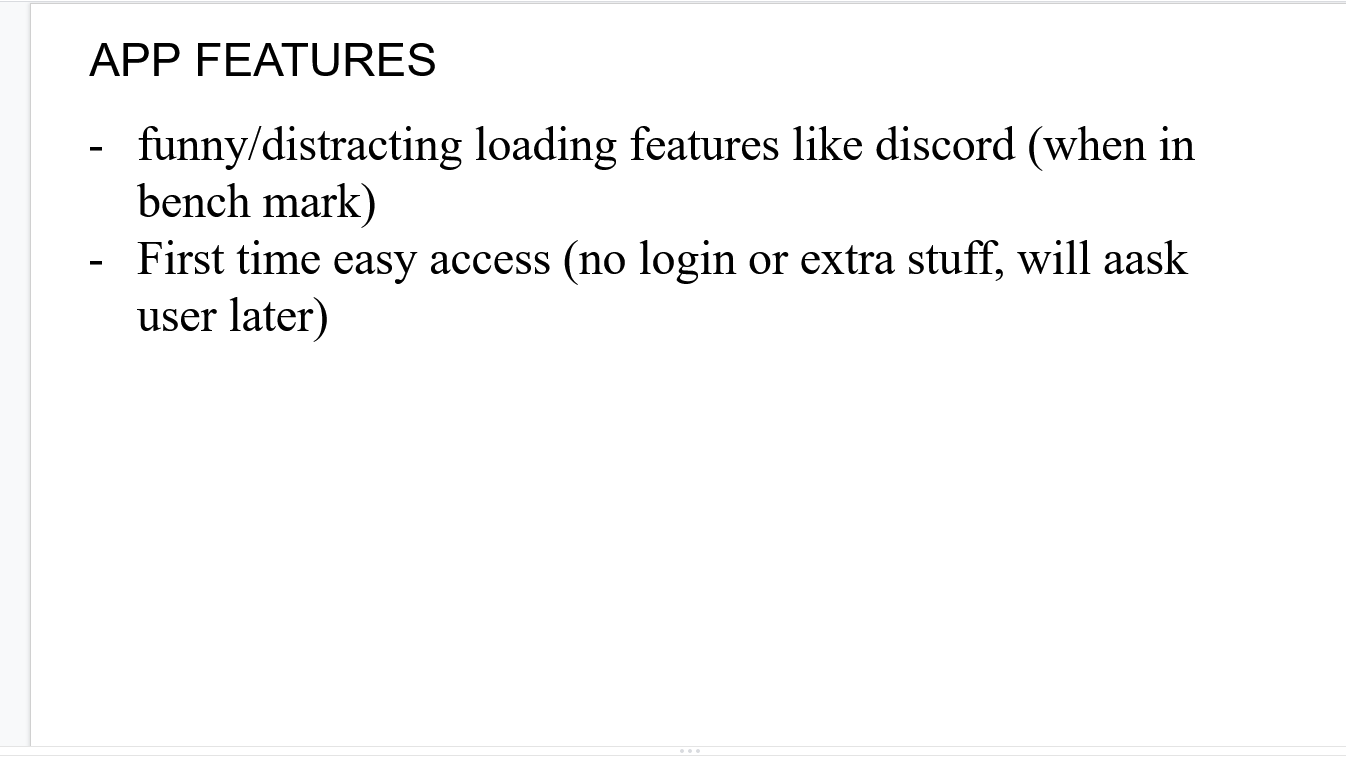 APP FEATURES
- funny/distracting loading features like discord (when in
bench mark)
- First time easy access (no login or extra stuff, will aask
user later)